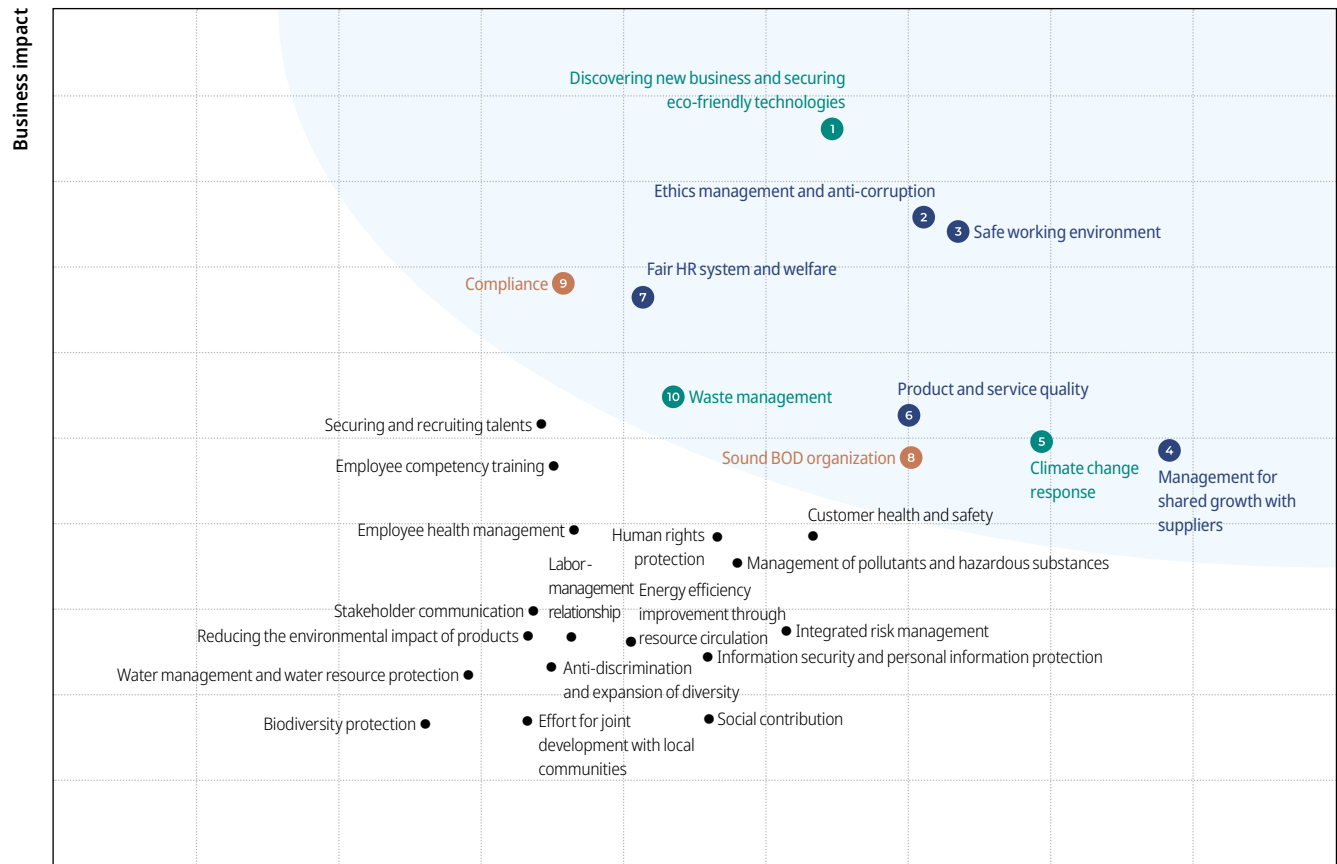 Business impact
Discovering new business and securing
eco-friendly technologies
1
Ethics management and anti-corruption
2
3 Safe working environment
Fair HR system and welfare
Compliance 9
7
Product and service quality
10 Waste management
6
Securing and recruiting talents
5
4
Sound BOD organization 8
Employee competency training
Climate change
response
Management for
shared growth with
suppliers
Customer health and safety
Employee health management
Human rights
protection
Management of pollutants and hazardous substances
Labor-
management
relationship
Energy efficiency
improvement through
resource circulation
Stakeholder communication
Reducing the environmental impact of products
Integrated risk management
Information security and personal information protection
Water management and water resource protection
Anti-discrimination
and expansion of diversity
Biodiversity protection
Effort for joint
development with local
communities
Social contribution